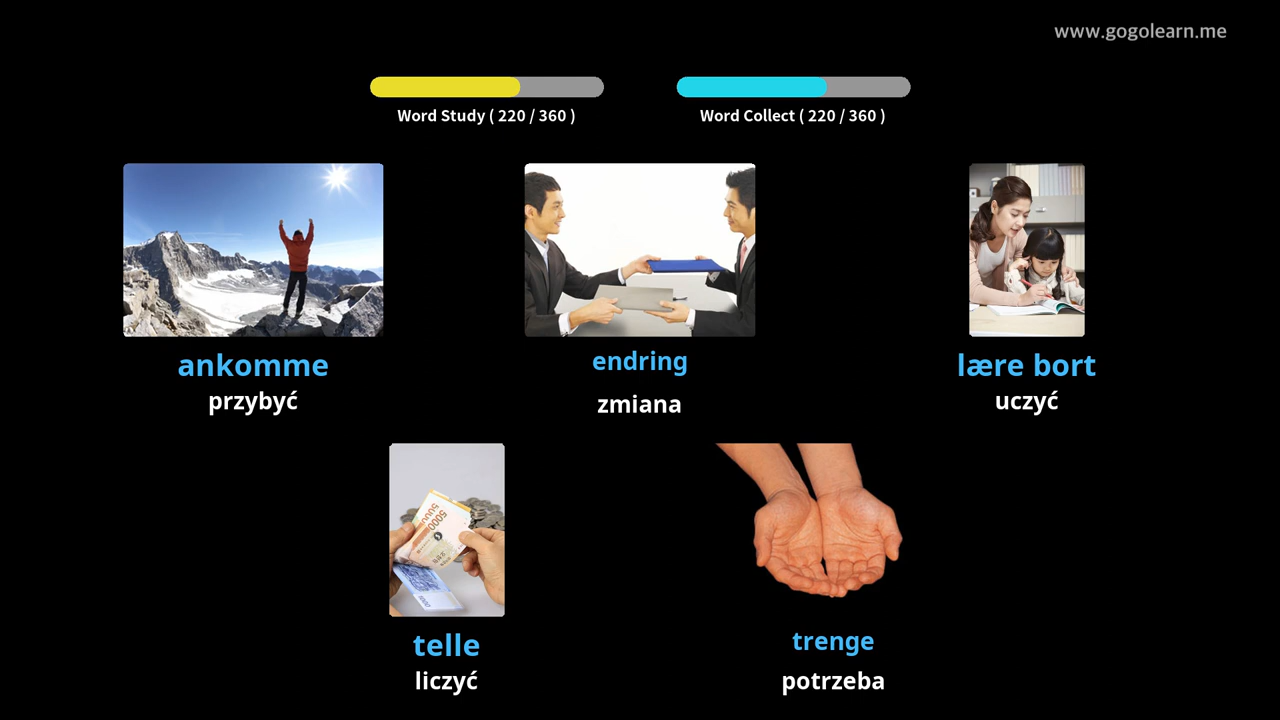 www.gogolearn.me
Word Study ( 220 / 360 )
Word Collect ( 220 / 360 )
ankomme
przybyć
endring
zmiana
lære bort
uczyć
5000
telle
liczyć
trenge
potrzeba